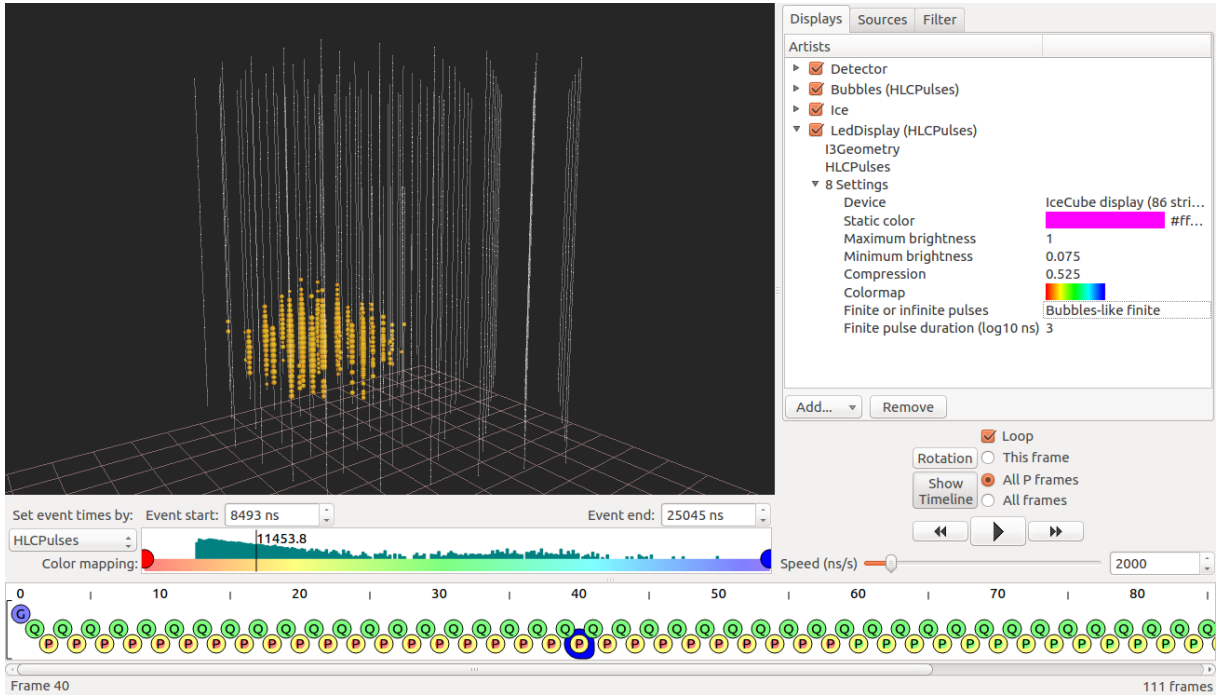 Displays Sources Filter
Artists
Detector
Bubbles (HLCPulses)
Ice
LedDisplay (HLCPulses)
I3Geometry
HLCPulses
8 Settings
Device IceCube display (86 stri...
Static color #ff...
Maximum brightness 1
Minimum brightness 0.075
Compression 0.525
Colormap
Finite or infinite pulses Bubbles-like finite
Finite pulse duration (log10 ns) 3
Add... Remove
Loop
Rotation This frame
Show Timeline All P frames
All frames
Set event times by: Event start: 8493 ns Event end: 25045 ns
HLCPulses 11453.8
Color mapping:
Speed (ns/s) 2000
0 10 20 30 40 50 60 70 80
G
Q Q Q Q Q Q Q Q Q Q Q Q Q Q Q Q Q Q Q Q Q Q Q Q Q Q Q Q Q Q Q Q Q Q Q Q Q Q Q Q Q Q Q
P P P P P P P P P P P P P P P P P P P P P P P P P P P P P P P P P P P P P P P P P P P
Frame 40 111 frames